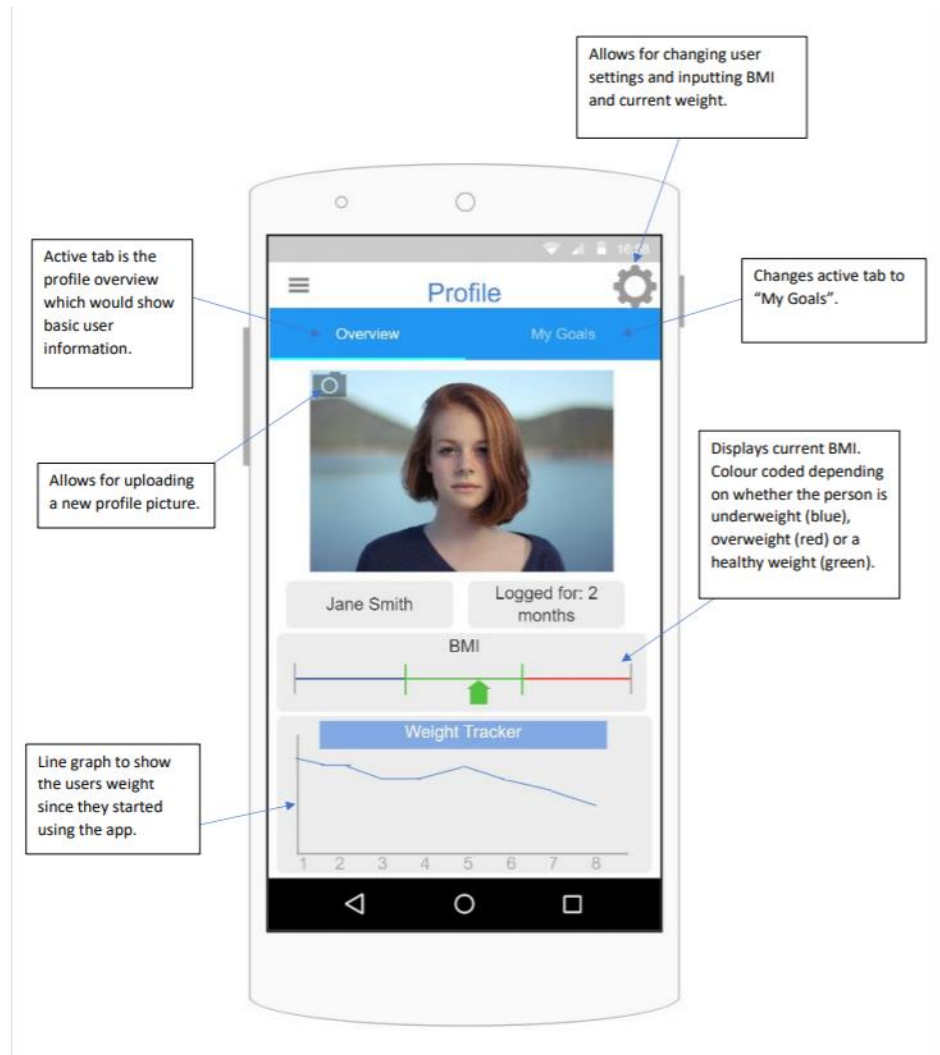 Allows for changing user
settings and inputting BMI
and current weight.
16:58
Active tab is the
profile overview
which would show
basic user
information.
Profile
Changes active tab to
“My Goals”.
Overview
My Goals
Allows for uploading
a new profile picture.
Displays current BMI.
Colour coded depending
on whether the person is
underweight (blue),
overweight (red) or a
healthy weight (green).
Jane Smith
Logged for: 2
months
BMI
Weight Tracker
Line graph to show
the users weight
since they started
using the app.
1 2 3 4 5 6 7 8